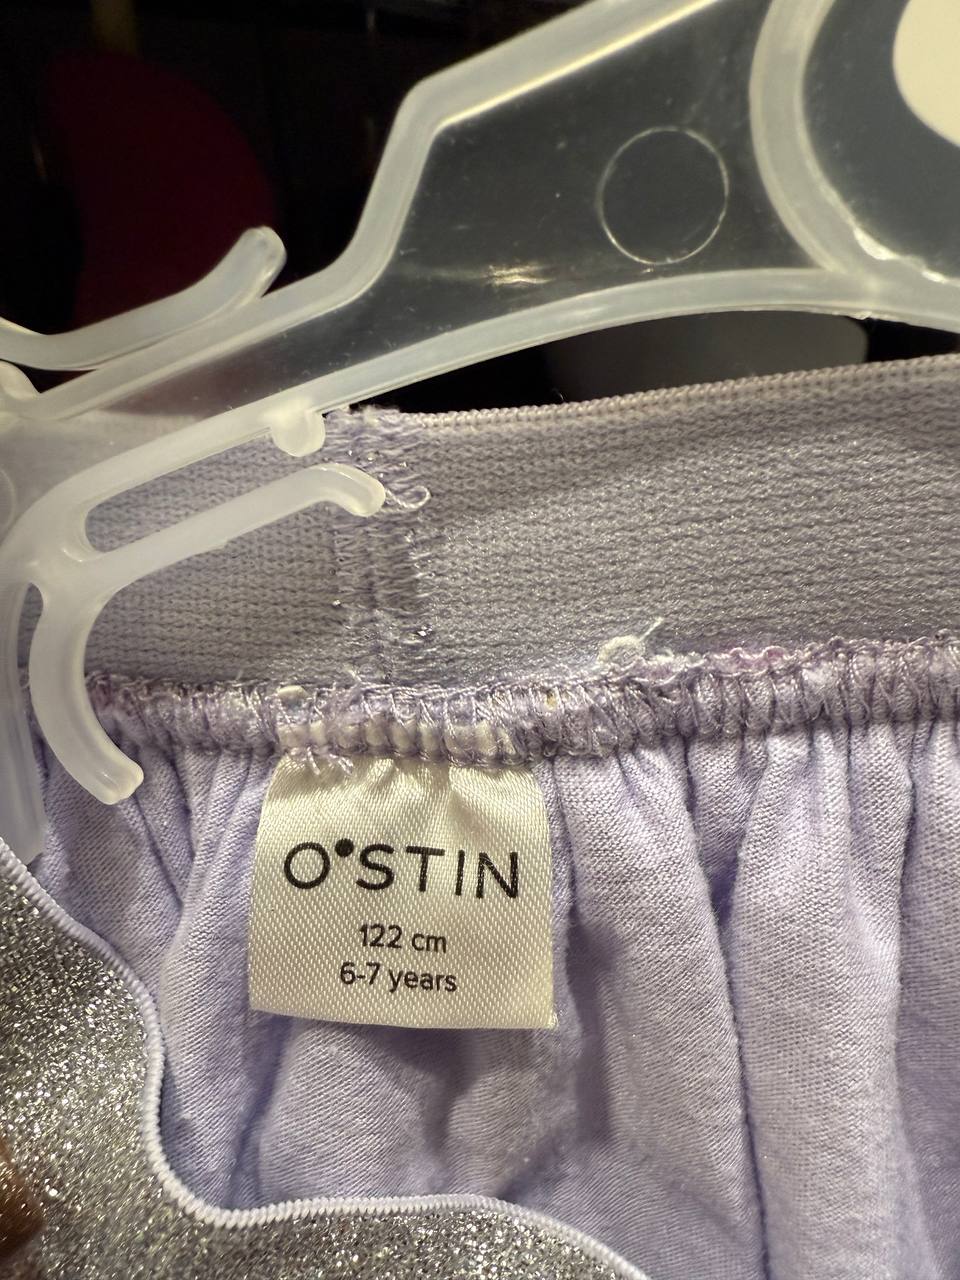 O•STIN
122 cm
6-7 years